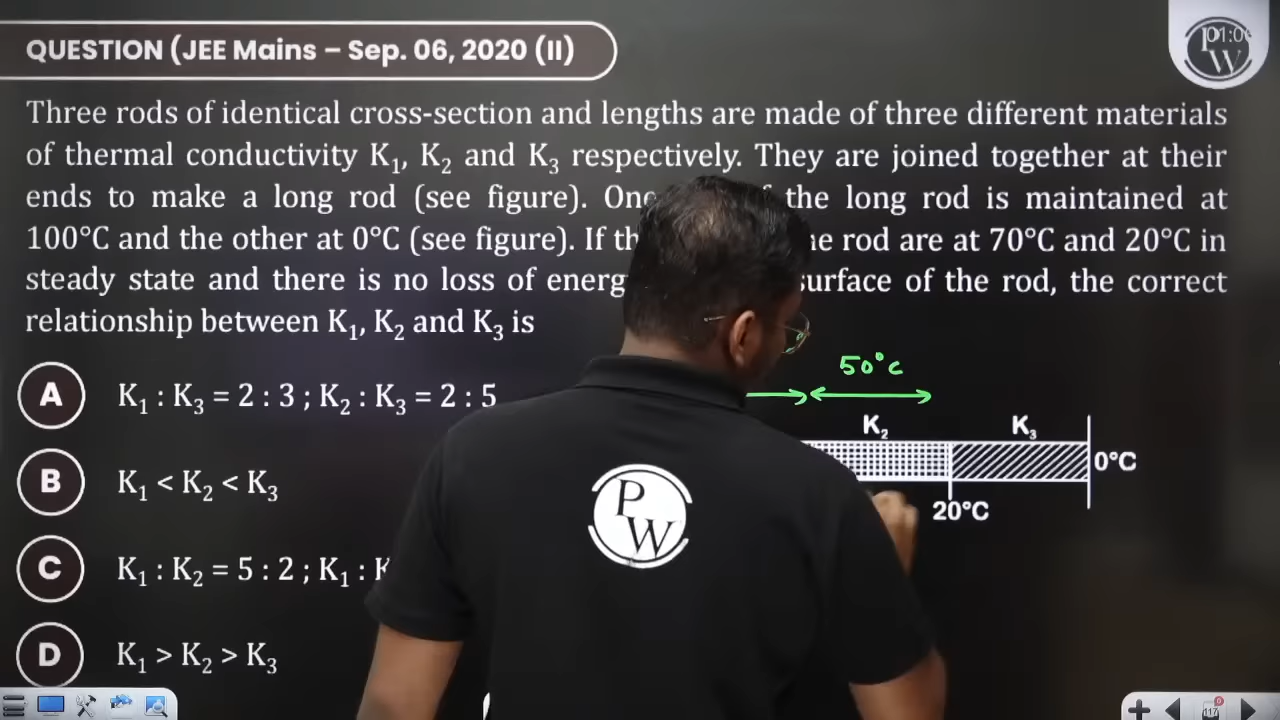 QUESTION (JEE Mains – Sep. 06, 2020 (II)
Three rods of identical cross-section and lengths are made of three different materials
of thermal conductivity K₁, K₂ and K₃ respectively. They are joined together at their
ends to make a long rod (see figure). One the long rod is maintained at
100°C and the other at 0°C (see figure). If rod are at 70°C and 20°C in
steady state and there is no loss of surface of the rod, the correct
relationship between K₁, K₂ and K₃ is
A K₁ : K₃ = 2 : 3 ; K₂ : K₃ = 2 : 5
B K₁ < K₂ < K₃
C K₁ : K₂ = 5 : 2 ; K₁ :
D K₁ > K₂ > K₃
50°c
K₂ K₃
0°C
20°C
PW
PW
117